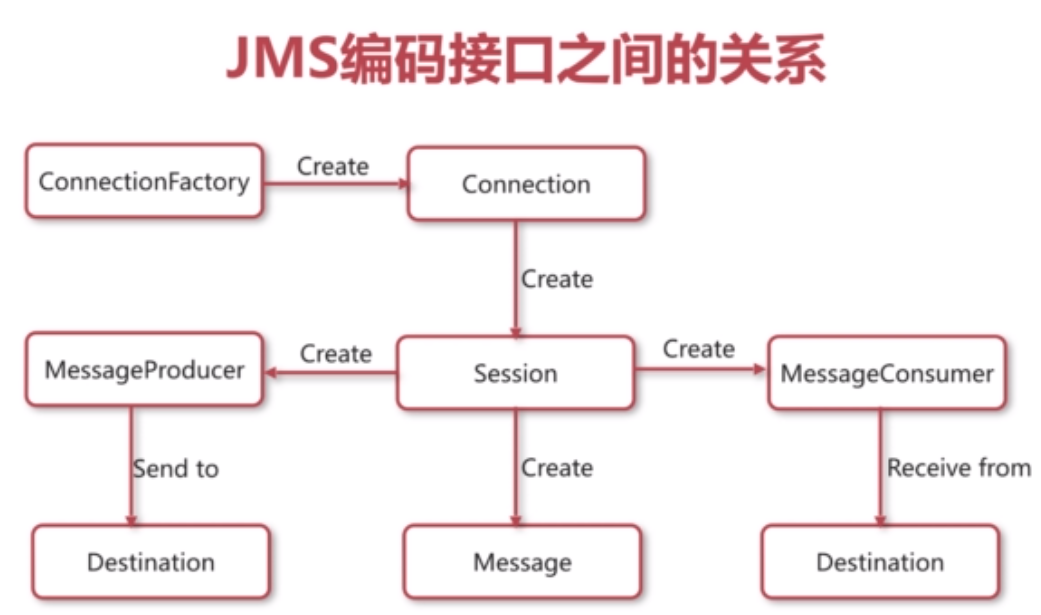 JMS编码接口之间的关系
ConnectionFactory
Create
Connection
Create
MessageProducer
Create
Session
Create
MessageConsumer
Send to
Create
Receive from
Destination
Message
Destination